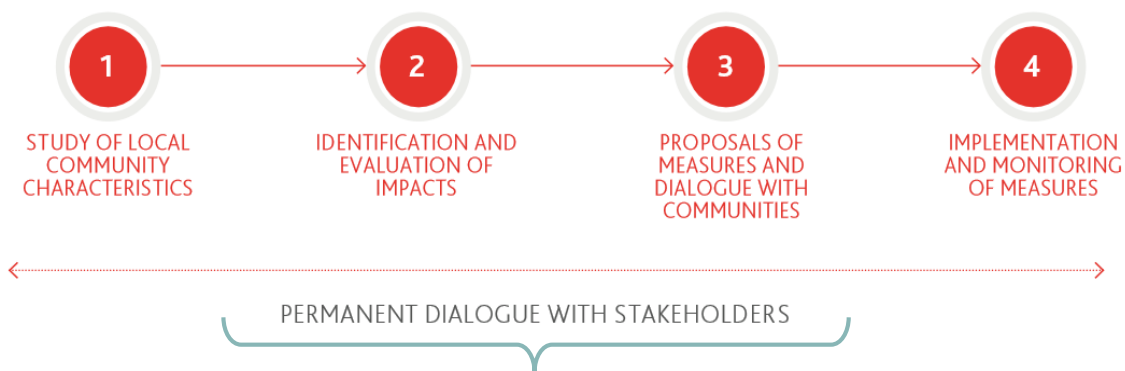 1
2
3
4
STUDY OF LOCAL
COMMUNITY
CHARACTERISTICS
IDENTIFICATION AND
EVALUATION OF
IMPACTS
PROPOSALS OF
MEASURES AND
DIALOGUE WITH
COMMUNITIES
IMPLEMENTATION
AND MONITORING
OF MEASURES
PERMANENT DIALOGUE WITH STAKEHOLDERS